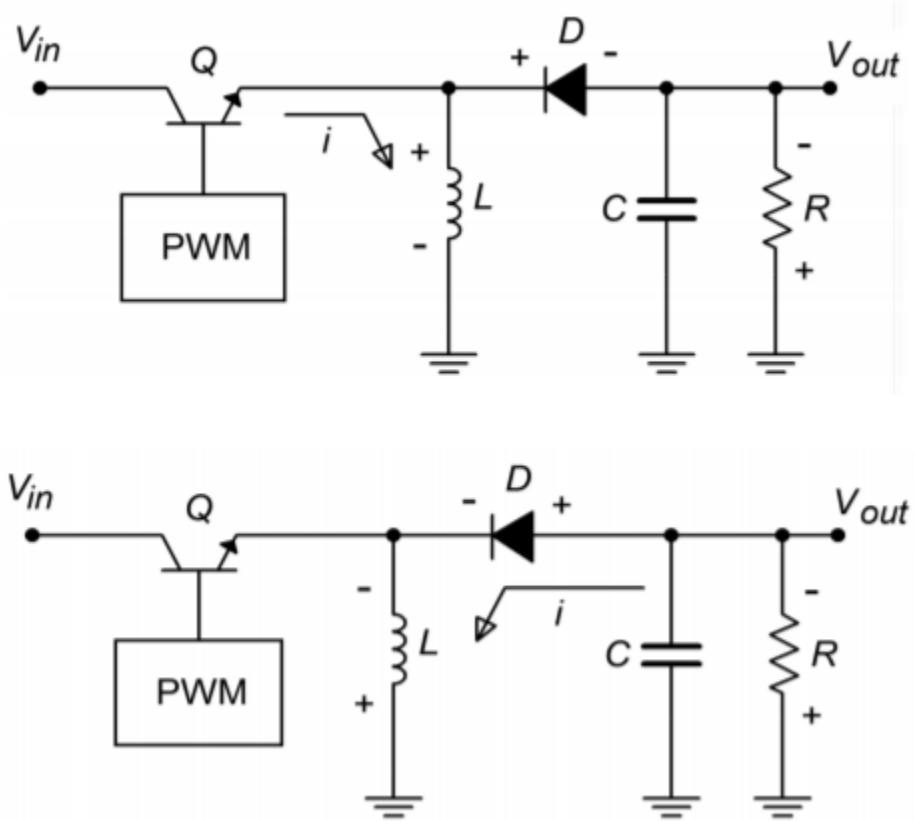 Vin Q + D - Vout
i + - L C - R +
PWM
Vin Q - D + Vout
- L + i C - R +
PWM